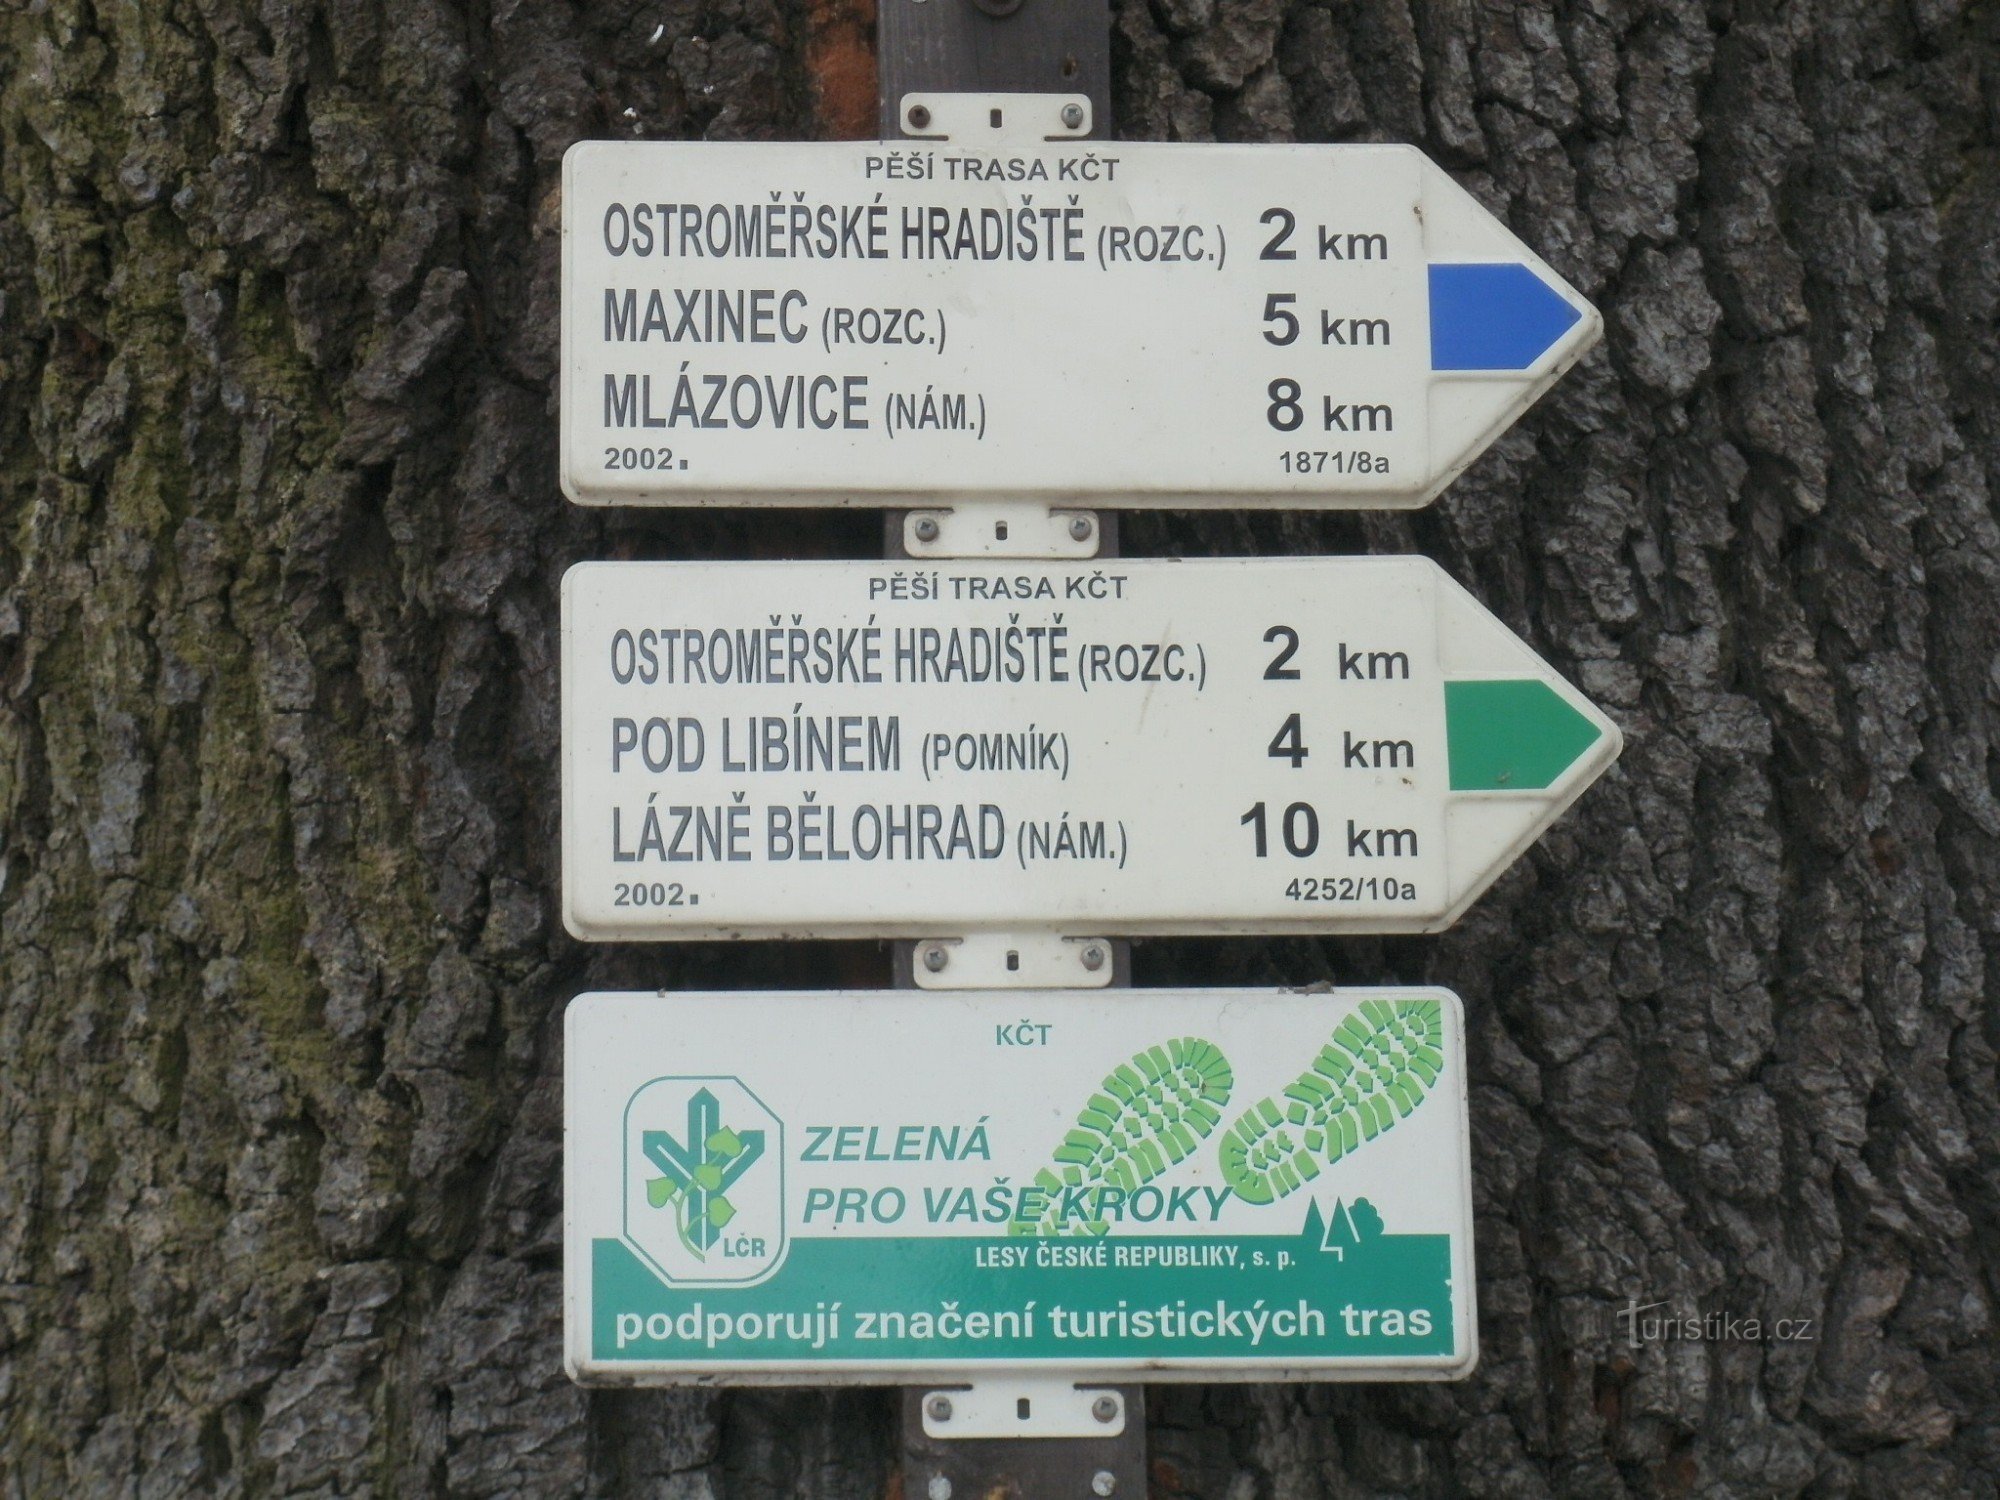 PĚŠÍ TRASA KČT
OSTROMĚŘSKÉ HRADIŠTĚ (ROZC.) 2 km
MAXINEC (ROZC.) 5 km
MLÁZOVICE (NÁM.) 8 km
2002. 1871/8a
PĚŠÍ TRASA KČT
OSTROMĚŘSKÉ HRADIŠTĚ (ROZC.) 2 km
POD LIBÍNEM (POMNÍK) 4 km
LÁZNĚ BĚLOHRAD (NÁM.) 10 km
2002. 4252/10a
KČT
ZELENÁ
PRO VAŠE KROKY
LČR
LESY ČESKÉ REPUBLIKY, s. p.
podporují značení turistických tras
Turistika.cz